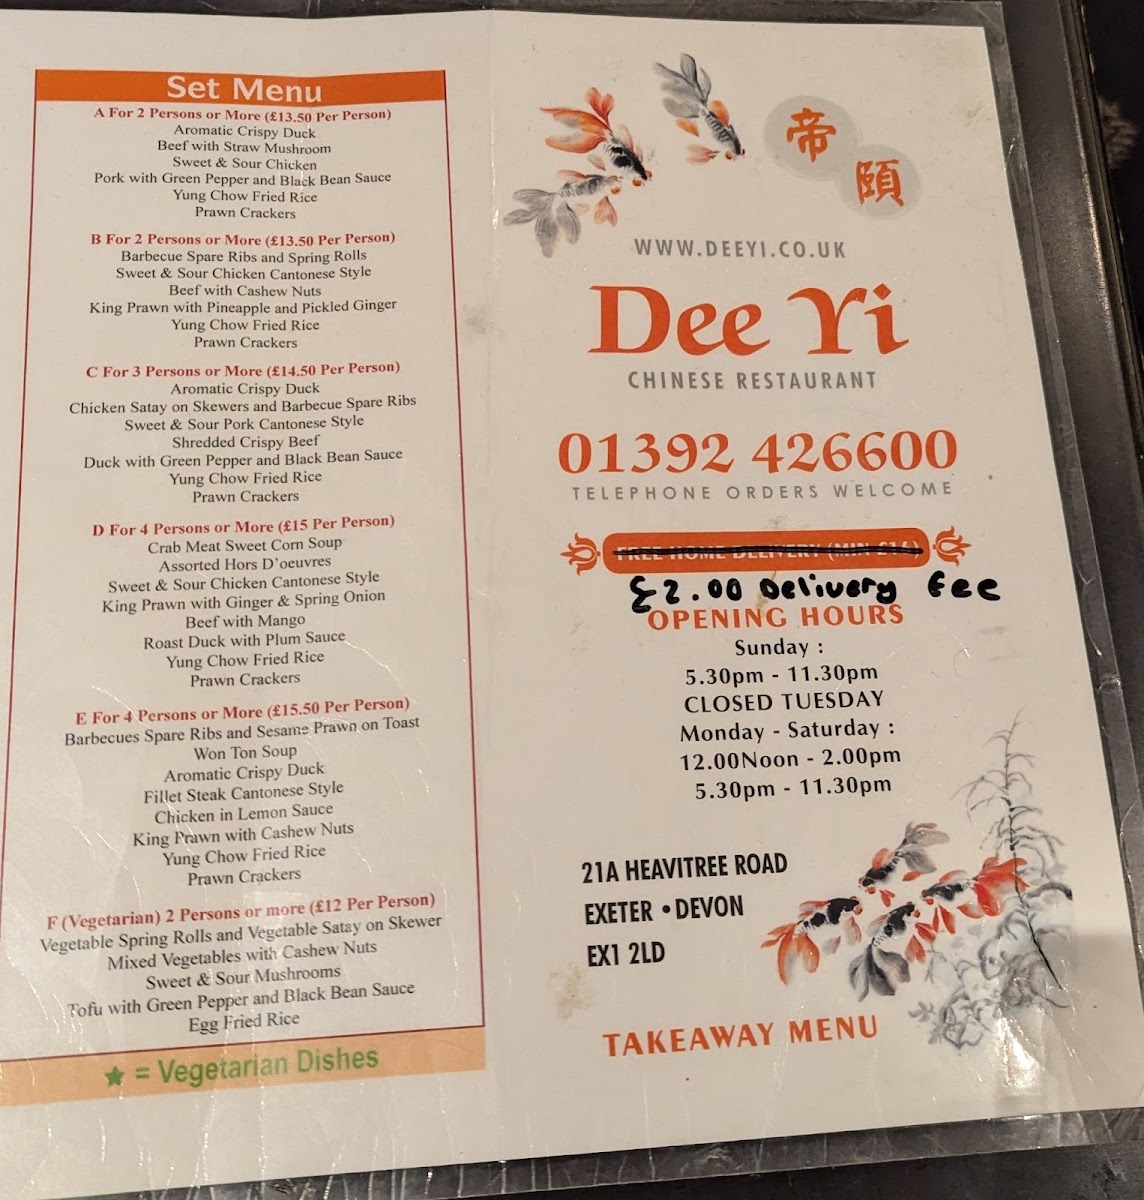 Set Menu
A For 2 Persons or More (£13.50 Per Person)
Aromatic Crispy Duck
Beef with Straw Mushroom
Sweet & Sour Chicken
Pork with Green Pepper and Black Bean Sauce
Yung Chow Fried Rice
Prawn Crackers
B For 2 Persons or More (£13.50 Per Person)
Barbecue Spare Ribs and Spring Rolls
Sweet & Sour Chicken Cantonese Style
Beef with Cashew Nuts
King Prawn with Pineapple and Pickled Ginger
Yung Chow Fried Rice
Prawn Crackers
C For 3 Persons or More (£14.50 Per Person)
Aromatic Crispy Duck
Chicken Satay on Skewers and Barbecue Spare Ribs
Sweet & Sour Pork Cantonese Style
Shredded Crispy Beef
Duck with Green Pepper and Black Bean Sauce
Yung Chow Fried Rice
Prawn Crackers
D For 4 Persons or More (£15 Per Person)
Crab Meat Sweet Corn Soup
Assorted Hors D'oeuvres
Sweet & Sour Chicken Cantonese Style
King Prawn with Ginger & Spring Onion
Beef with Mango
Roast Duck with Plum Sauce
Yung Chow Fried Rice
Prawn Crackers
E For 4 Persons or More (£15.50 Per Person)
Barbecues Spare Ribs and Sesame Prawn on Toast
Won Ton Soup
Aromatic Crispy Duck
Fillet Steak Cantonese Style
Chicken in Lemon Sauce
King Prawn with Cashew Nuts
Yung Chow Fried Rice
Prawn Crackers
F (Vegetarian) 2 Persons or more (£12 Per Person)
Vegetable Spring Rolls and Vegetable Satay on Skewer
Mixed Vegetables with Cashew Nuts
Sweet & Sour Mushrooms
Tofu with Green Pepper and Black Bean Sauce
Egg Fried Rice
★ = Vegetarian Dishes
帝
頤
WWW.DEEYI.CO.UK
Dee Yi
CHINESE RESTAURANT
01392 426600
TELEPHONE ORDERS WELCOME
FREE HOME DELIVERY (MIN £16)
£2.00 Delivery fee
OPENING HOURS
Sunday :
5.30pm - 11.30pm
CLOSED TUESDAY
Monday - Saturday :
12.00Noon - 2.00pm
5.30pm - 11.30pm
21A HEAVITREE ROAD
EXETER • DEVON
EX1 2LD
TAKEAWAY MENU